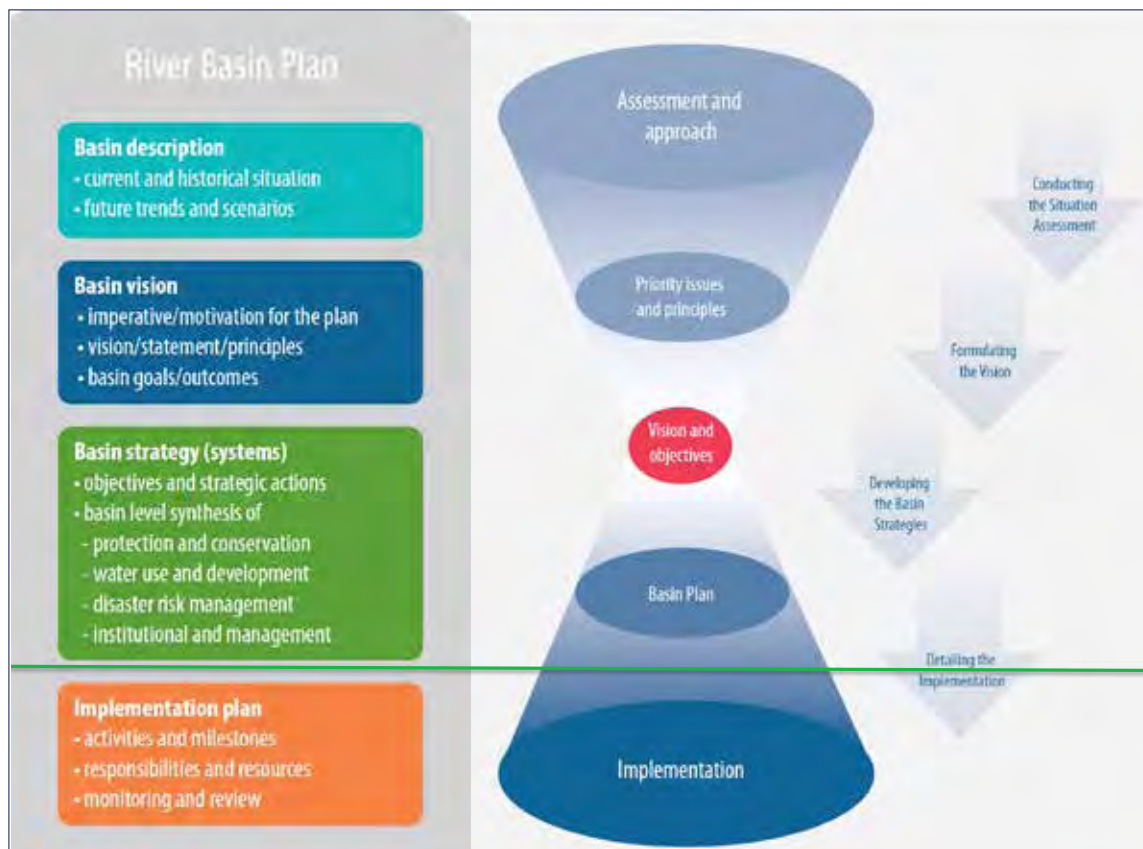 River Basin Plan
Basin description
• current and historical situation
• future trends and scenarios
Basin vision
• imperative/motivation for the plan
• vision/statement/principles
• basin goals/outcomes
Basin strategy (systems)
• objectives and strategic actions
• basin level synthesis of
- protection and conservation
- water use and development
- disaster risk management
- institutional and management
Implementation plan
• activities and milestones
• responsibilities and resources
• monitoring and review
Assessment and
approach
Priority issues
and principles
Vision and
objectives
Basin Plan
Implementation
Conducting
the Situation
Assessment
Formulating
the Vision
Developing
the Basin
Strategies
Detailing the
Implementation